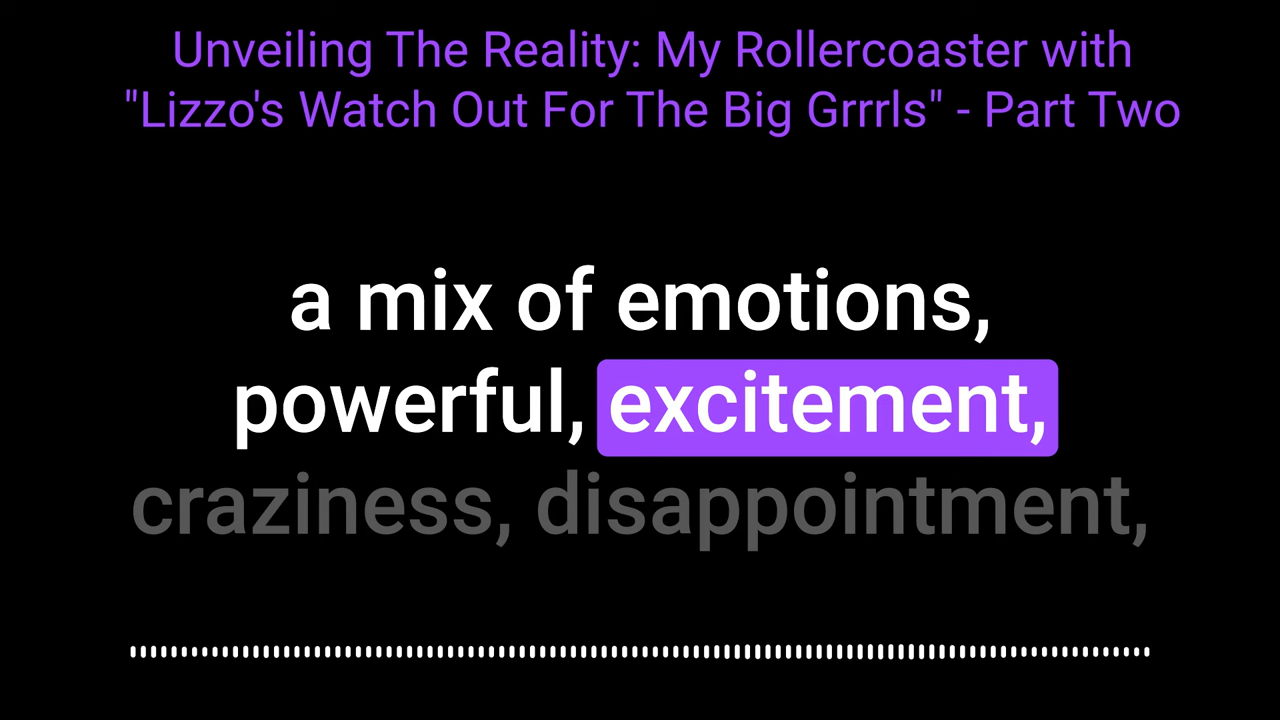 Unveiling The Reality: My Rollercoaster with
"Lizzo's Watch Out For The Big Grrrls" - Part Two
a mix of emotions,
powerful, excitement,
craziness, disappointment,